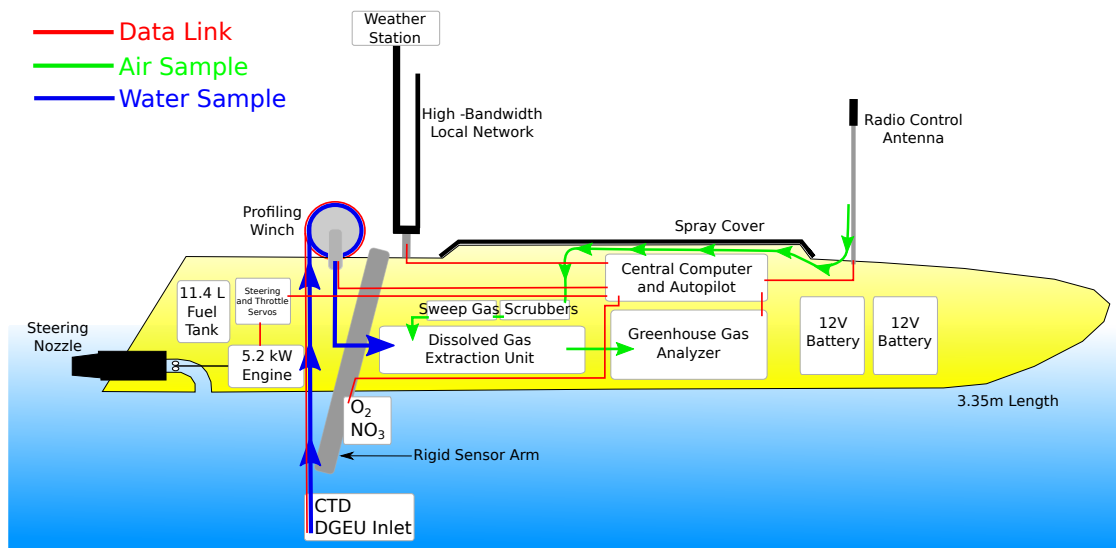 Data Link
Air Sample
Water Sample
Weather
Station
High -Bandwidth
Local Network
Radio Control
Antenna
Profiling
Winch
Spray Cover
Central Computer
and Autopilot
11.4 L
Fuel
Tank
Steering
and Throttle
Servos
Sweep Gas Scrubbers
Steering
Nozzle
5.2 kW
Engine
Dissolved Gas
Extraction Unit
Greenhouse Gas
Analyzer
12V
Battery
12V
Battery
3.35m Length
O₂
NO₃
Rigid Sensor Arm
CTD
DGEU Inlet